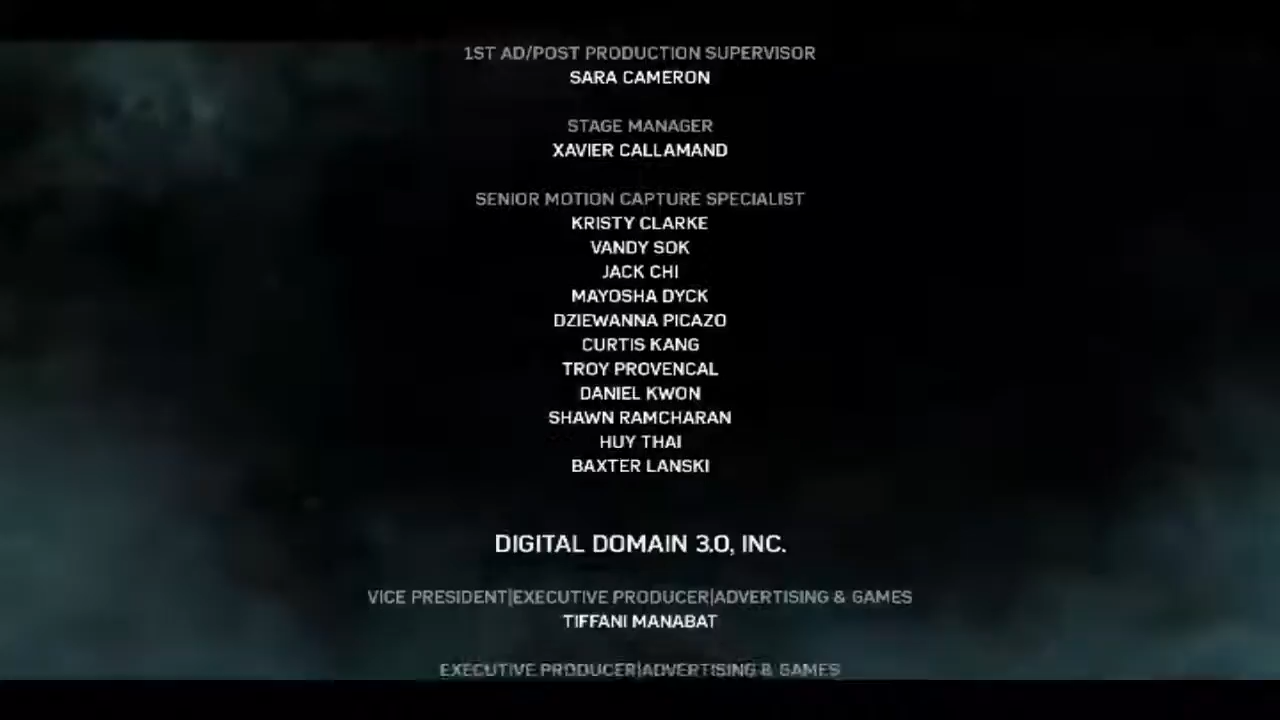 1ST AD/POST PRODUCTION SUPERVISOR
SARA CAMERON
STAGE MANAGER
XAVIER CALLAMAND
SENIOR MOTION CAPTURE SPECIALIST
KRISTY CLARKE
VANDY SOK
JACK CHI
MAYOSHA DYCK
DZIEWANNA PICAZO
CURTIS KANG
TROY PROVENCAL
DANIEL KWON
SHAWN RAMCHARAN
HUY THAI
BAXTER LANSKI
DIGITAL DOMAIN 3.0, INC.
VICE PRESIDENT|EXECUTIVE PRODUCER|ADVERTISING & GAMES
TIFFANI MANABAT
EXECUTIVE PRODUCER|ADVERTISING & GAMES